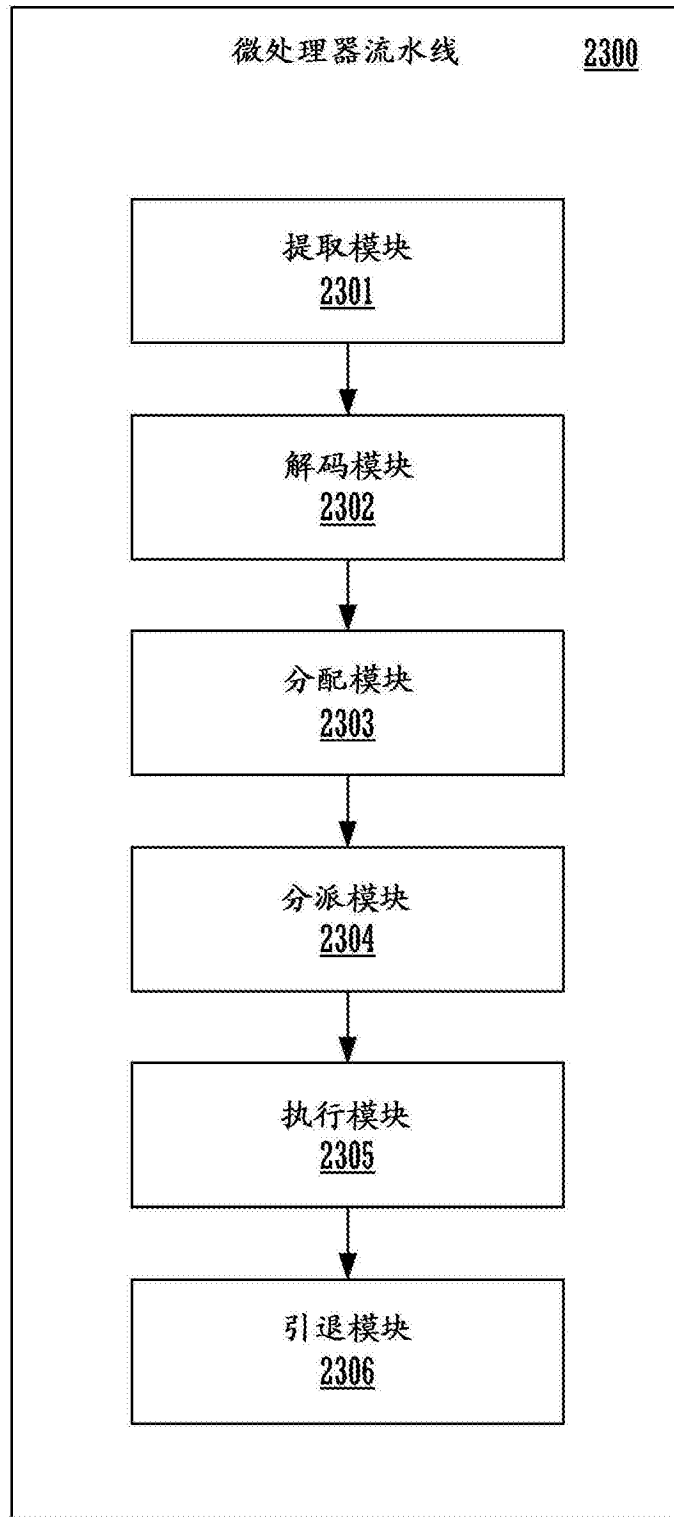 微处理器流水线 2300
提取模块
2301
解码模块
2302
分配模块
2303
分派模块
2304
执行模块
2305
引退模块
2306